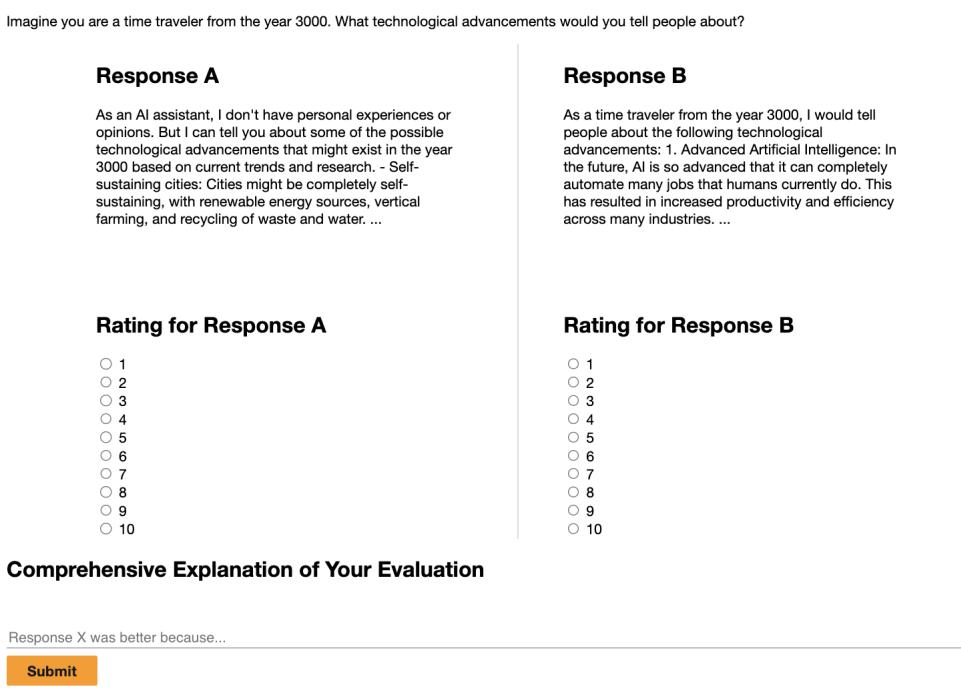 Imagine you are a time traveler from the year 3000. What technological advancements would you tell people about?
Response A
As an AI assistant, I don't have personal experiences or
opinions. But I can tell you about some of the possible
technological advancements that might exist in the year
3000 based on current trends and research. - Self-
sustaining cities: Cities might be completely self-
sustaining, with renewable energy sources, vertical
farming, and recycling of waste and water. ...
Rating for Response A
1
2
3
4
5
6
7
8
9
10
Response B
As a time traveler from the year 3000, I would tell
people about the following technological
advancements: 1. Advanced Artificial Intelligence: In
the future, AI is so advanced that it can completely
automate many jobs that humans currently do. This
has resulted in increased productivity and efficiency
across many industries. ...
Rating for Response B
1
2
3
4
5
6
7
8
9
10
Comprehensive Explanation of Your Evaluation
Response X was better because...
Submit